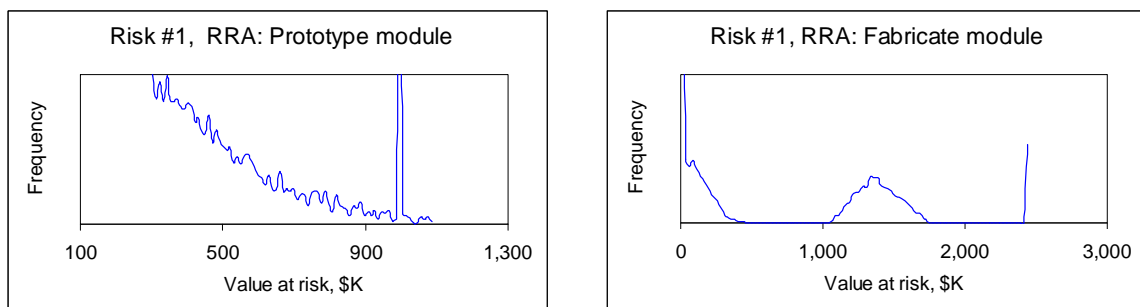 Risk #1, RRA: Prototype module
Frequency
100 500 900 1,300
Value at risk, $K
Risk #1, RRA: Fabricate module
Frequency
0 1,000 2,000 3,000
Value at risk, $K